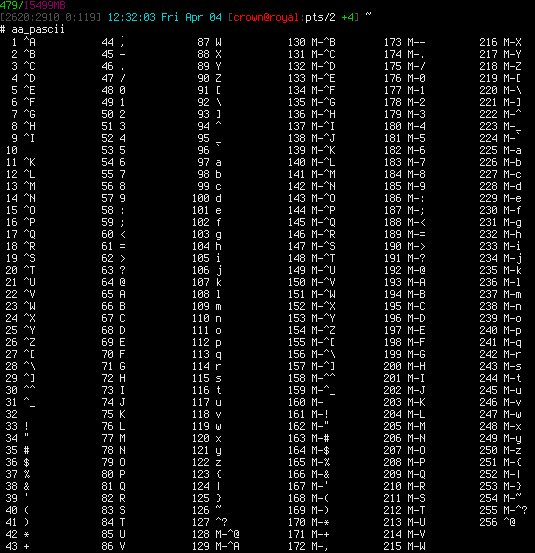 479/15499MB
[2620:2910 0:119] 12:32:03 Fri Apr 04 [crown@royal:pts/2 +4] ~
# aa_pascii
1 ^A 44 , 87 W 130 M-^B 173 M-- 216 M-X
2 ^B 45 - 88 X 131 M-^C 174 M-. 217 M-Y
3 ^C 46 . 89 Y 132 M-^D 175 M-/ 218 M-Z
4 ^D 47 / 90 Z 133 M-^E 176 M-0 219 M-[
5 ^E 48 0 91 [ 134 M-^F 177 M-1 220 M-\
6 ^F 49 1 92 \ 135 M-^G 178 M-2 221 M-]
7 ^G 50 2 93 ] 136 M-^H 179 M-3 222 M-^
8 ^H 51 3 94 ^ 137 M-^I 180 M-4 223 M-_
9 ^I 52 4 95 _ 138 M-^J 181 M-5 224 M-`
10 53 5 96 ` 139 M-^K 182 M-6 225 M-a
11 ^K 54 6 97 a 140 M-^L 183 M-7 226 M-b
12 ^L 55 7 98 b 141 M-^M 184 M-8 227 M-c
13 ^M 56 8 99 c 142 M-^N 185 M-9 228 M-d
14 ^N 57 9 100 d 143 M-^O 186 M-: 229 M-e
15 ^O 58 : 101 e 144 M-^P 187 M-; 230 M-f
16 ^P 59 ; 102 f 145 M-^Q 188 M-< 231 M-g
17 ^Q 60 < 103 g 146 M-^R 189 M-= 232 M-h
18 ^R 61 = 104 h 147 M-^S 190 M-> 233 M-i
19 ^S 62 > 105 i 148 M-^T 191 M-? 234 M-j
20 ^T 63 ? 106 j 149 M-^U 192 M-@ 235 M-k
21 ^U 64 @ 107 k 150 M-^V 193 M-A 236 M-l
22 ^V 65 A 108 l 151 M-^W 194 M-B 237 M-m
23 ^W 66 B 109 m 152 M-^X 195 M-C 238 M-n
24 ^X 67 C 110 n 153 M-^Y 196 M-D 239 M-o
25 ^Y 68 D 111 o 154 M-^Z 197 M-E 240 M-p
26 ^Z 69 E 112 p 155 M-^[ 198 M-F 241 M-q
27 ^[ 70 F 113 q 156 M-^\ 199 M-G 242 M-r
28 ^\ 71 G 114 r 157 M-^] 200 M-H 243 M-s
29 ^] 72 H 115 s 158 M-^^ 201 M-I 244 M-t
30 ^^ 73 I 116 t 159 M-^_ 202 M-J 245 M-u
31 ^_ 74 J 117 u 160 M- 203 M-K 246 M-v
32 75 K 118 v 161 M-! 204 M-L 247 M-w
33 ! 76 L 119 w 162 M-" 205 M-M 248 M-x
34 " 77 M 120 x 163 M-# 206 M-N 249 M-y
35 # 78 N 121 y 164 M-$ 207 M-O 250 M-z
36 $ 79 O 122 z 165 M-% 208 M-P 251 M-{
37 % 80 P 123 { 166 M-& 209 M-Q 252 M-|
38 & 81 Q 124 | 167 M-' 210 M-R 253 M-}
39 ' 82 R 125 } 168 M-( 211 M-S 254 M-~
40 ( 83 S 126 ~ 169 M-) 212 M-T 255 M-^?
41 ) 84 T 127 ^? 170 M-* 213 M-U 256 ^@
42 * 85 U 128 M-^@ 171 M-+ 214 M-V
43 + 86 V 129 M-^A 172 M-, 215 M-W